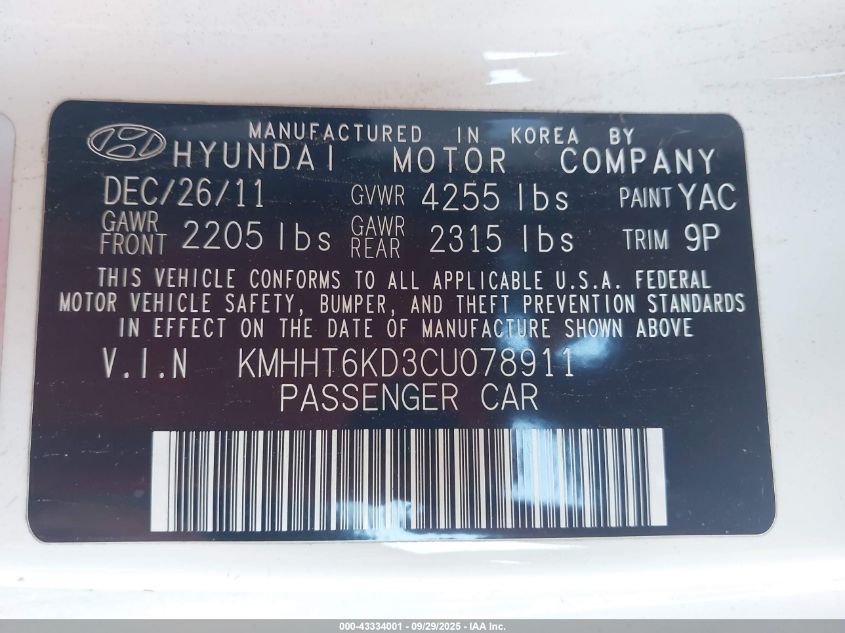 MANUFACTURED IN KOREA BY
HYUNDAI MOTOR COMPANY
DEC/26/11 GVWR 4255 lbs PAINT YAC
GAWR FRONT 2205 lbs GAWR REAR 2315 lbs TRIM 9P
THIS VEHICLE CONFORMS TO ALL APPLICABLE U.S.A. FEDERAL
MOTOR VEHICLE SAFETY, BUMPER, AND THEFT PREVENTION STANDARDS
IN EFFECT ON THE DATE OF MANUFACTURE SHOWN ABOVE
V.I.N KMHHT6KD3CU078911
PASSENGER CAR
000-43334001 - 09/29/2025 - IAA Inc.